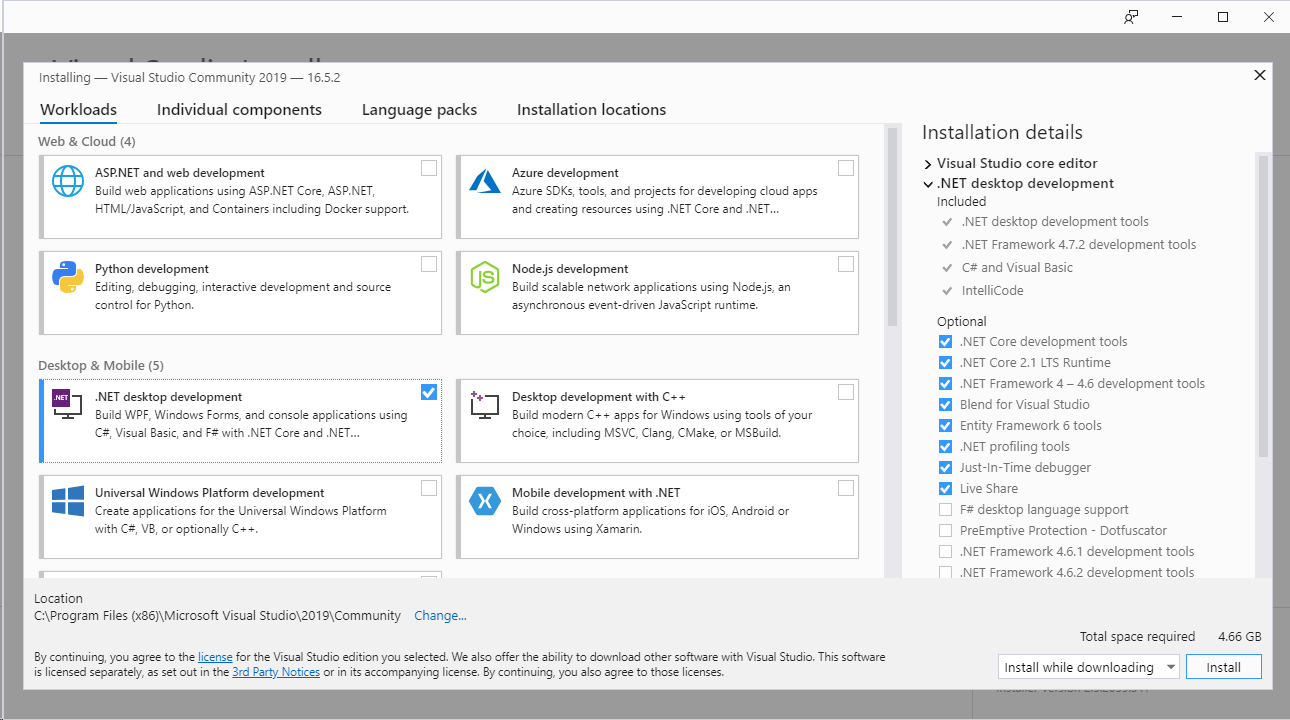 Installing — Visual Studio Community 2019 — 16.5.2
Workloads
Individual components
Language packs
Installation locations
Web & Cloud (4)
ASP.NET and web development
Build web applications using ASP.NET Core, ASP.NET,
HTML/JavaScript, and Containers including Docker support.
Azure development
Azure SDKs, tools, and projects for developing cloud apps
and creating resources using .NET Core and .NET...
Python development
Editing, debugging, interactive development and source
control for Python.
Node.js development
Build scalable network applications using Node.js, an
asynchronous event-driven JavaScript runtime.
Desktop & Mobile (5)
.NET
.NET desktop development
Build WPF, Windows Forms, and console applications using
C#, Visual Basic, and F# with .NET Core and .NET...
Desktop development with C++
Build modern C++ apps for Windows using tools of your
choice, including MSVC, Clang, CMake, or MSBuild.
Universal Windows Platform development
Create applications for the Universal Windows Platform
with C#, VB, or optionally C++.
Mobile development with .NET
Build cross-platform applications for iOS, Android or
Windows using Xamarin.
Installation details
Visual Studio core editor
.NET desktop development
Included
.NET desktop development tools
.NET Framework 4.7.2 development tools
C# and Visual Basic
IntelliCode
Optional
.NET Core development tools
.NET Core 2.1 LTS Runtime
.NET Framework 4 – 4.6 development tools
Blend for Visual Studio
Entity Framework 6 tools
.NET profiling tools
Just-In-Time debugger
Live Share
F# desktop language support
PreEmptive Protection - Dotfuscator
.NET Framework 4.6.1 development tools
.NET Framework 4.6.2 development tools
Location
C:\Program Files (x86)\Microsoft Visual Studio\2019\Community
Change...
Total space required 4.66 GB
By continuing, you agree to the license for the Visual Studio edition you selected. We also offer the ability to download other software with Visual Studio. This software
is licensed separately, as set out in the 3rd Party Notices or in its accompanying license. By continuing, you also agree to those licenses.
Install while downloading
Install